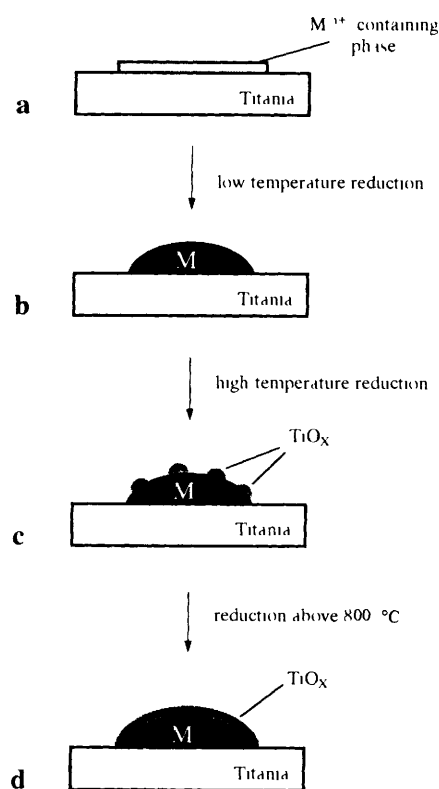 M n+ containing
phase
Titania
a
low temperature reduction
M
Titania
b
high temperature reduction
TiOx
M
Titania
c
reduction above 800 °C
TiOx
M
Titania
d